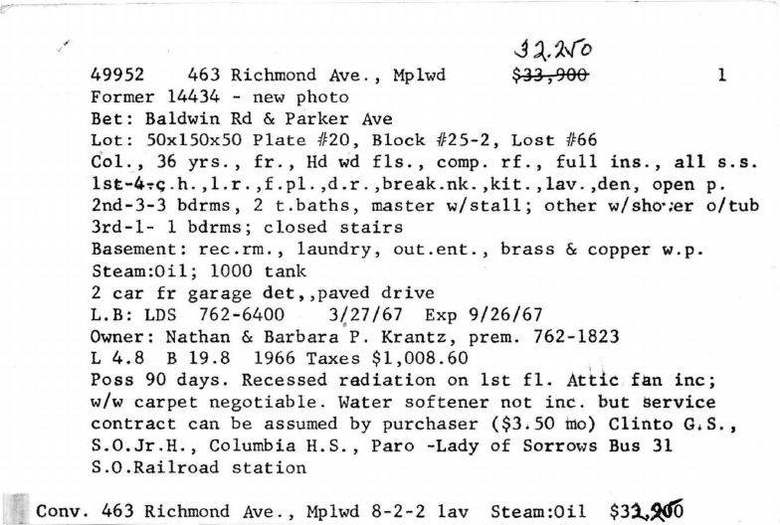 32.250
49952 463 Richmond Ave., Mplwd $33,900 1
Former 14434 - new photo
Bet: Baldwin Rd & Parker Ave
Lot: 50x150x50 Plate #20, Block #25-2, Lost #66
Col., 36 yrs., fr., Hd wd fls., comp. rf., full ins., all s.s.
1st-4-c.h.,l.r.,f.pl.,d.r.,break.nk.,kit.,lav.,den, open p.
2nd-3-3 bdrms, 2 t.baths, master w/stall; other w/shower o/tub
3rd-1- 1 bdrms; closed stairs
Basement: rec.rm., laundry, out.ent., brass & copper w.p.
Steam:Oil; 1000 tank
2 car fr garage det,,paved drive
L.B: LDS 762-6400 3/27/67 Exp 9/26/67
Owner: Nathan & Barbara P. Krantz, prem. 762-1823
L 4.8 B 19.8 1966 Taxes $1,008.60
Poss 90 days. Recessed radiation on 1st fl. Attic fan inc;
w/w carpet negotiable. Water softener not inc. but service
contract can be assumed by purchaser ($3.50 mo) Clinto G.S.,
S.O.Jr.H., Columbia H.S., Paro -Lady of Sorrows Bus 31
S.O.Railroad station
Conv. 463 Richmond Ave., Mplwd 8-2-2 lav Steam:Oil